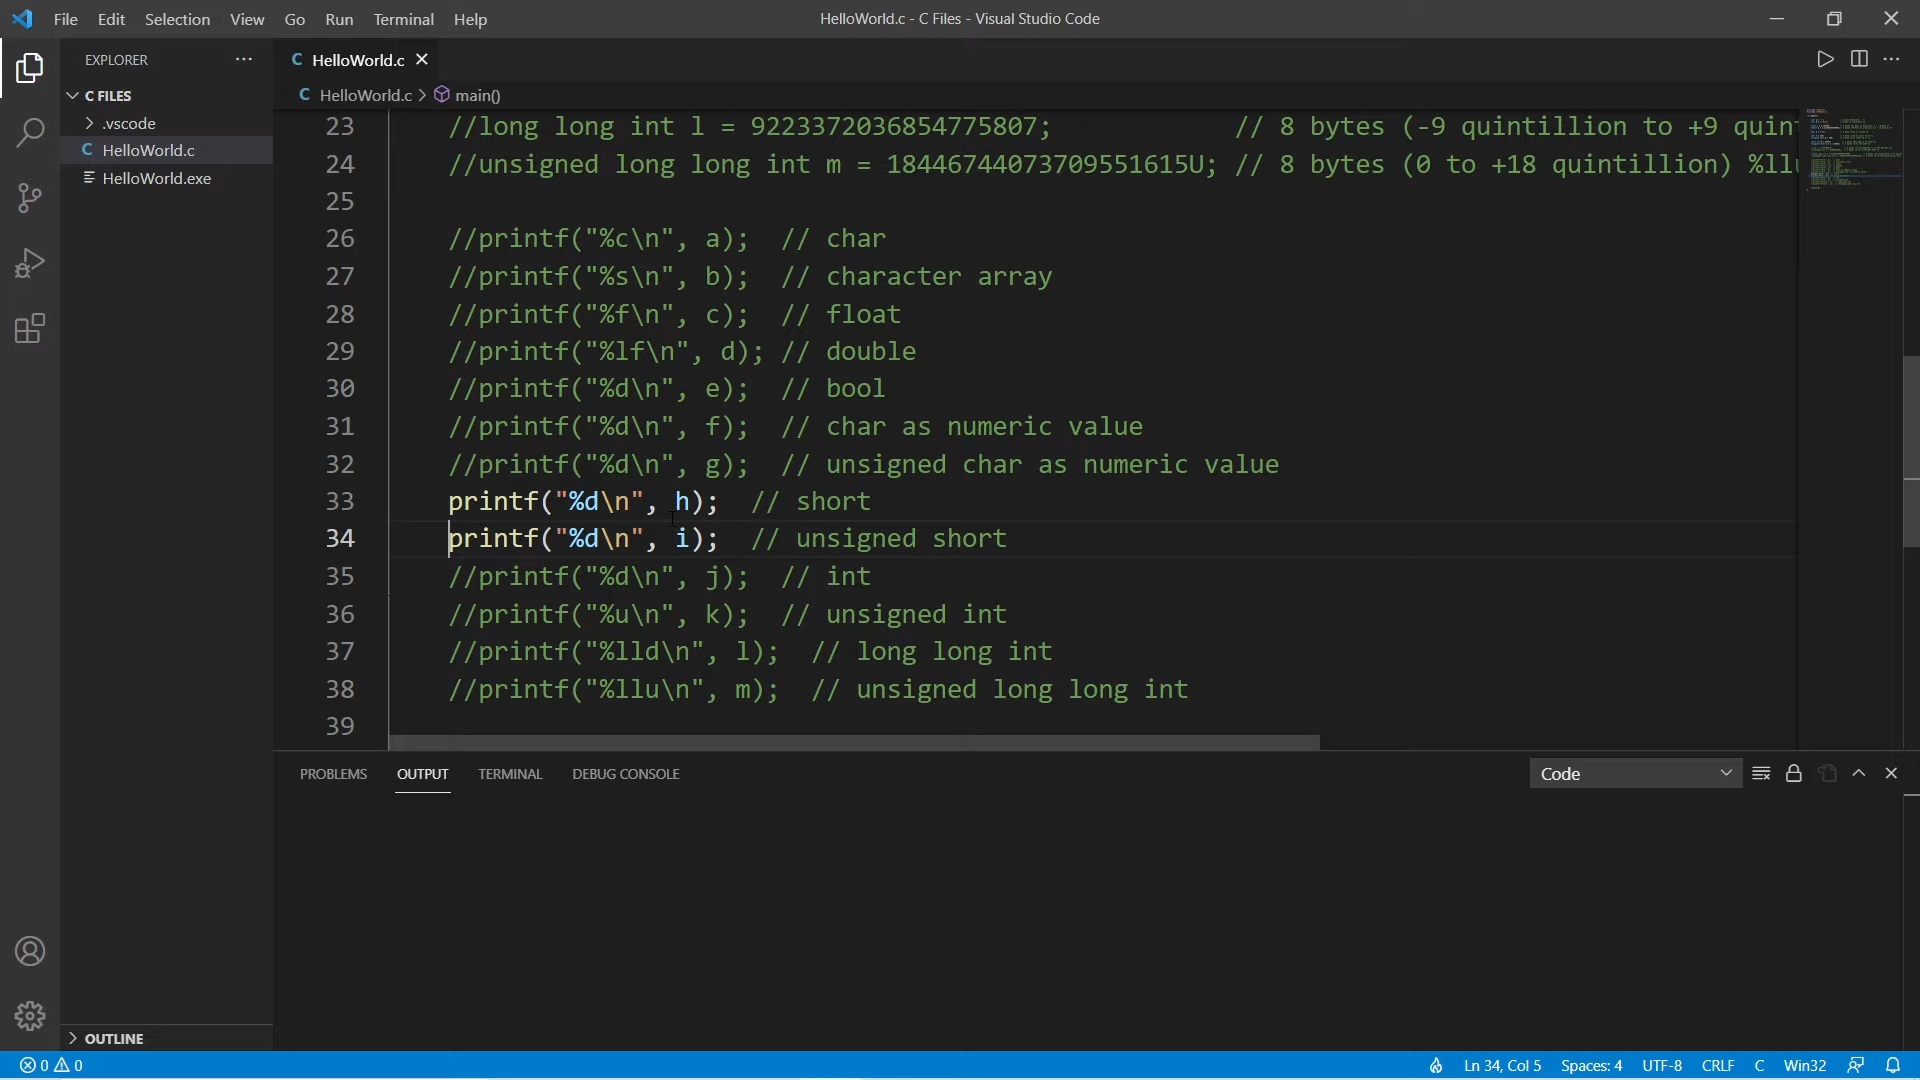 File Edit Selection View Go Run Terminal Help
HelloWorld.c - C Files - Visual Studio Code
EXPLORER
C FILES
.vscode
C HelloWorld.c
HelloWorld.exe
OUTLINE
C HelloWorld.c
C HelloWorld.c > main()
23 //long long int l = 9223372036854775807; // 8 bytes (-9 quintillion to +9 quint
24 //unsigned long long int m = 18446744073709551615U; // 8 bytes (0 to +18 quintillion) %llu
25
26 //printf("%c\n", a); // char
27 //printf("%s\n", b); // character array
28 //printf("%f\n", c); // float
29 //printf("%lf\n", d); // double
30 //printf("%d\n", e); // bool
31 //printf("%d\n", f); // char as numeric value
32 //printf("%d\n", g); // unsigned char as numeric value
33 printf("%d\n", h); // short
34 printf("%d\n", i); // unsigned short
35 //printf("%d\n", j); // int
36 //printf("%u\n", k); // unsigned int
37 //printf("%lld\n", l); // long long int
38 //printf("%llu\n", m); // unsigned long long int
39
PROBLEMS OUTPUT TERMINAL DEBUG CONSOLE
Code
0 0
Ln 34, Col 5 Spaces: 4 UTF-8 CRLF C Win32